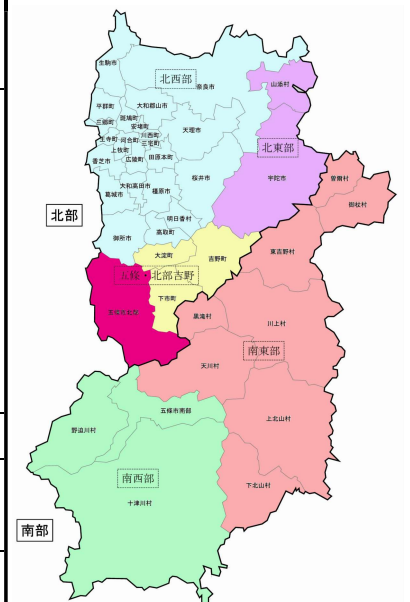 生駒市
北西部
奈良市
山添村
平群町
大和郡山市
斑鳩町
三郷町
安堵町
川西町
天理市
王寺町
河合町
三宅町
北東部
上牧町
広陵町
田原本町
香芝市
桜井市
宇陀市
曽爾村
大和高田市
橿原市
葛城市
御杖村
北部
明日香村
高取町
御所市
大淀町
吉野町
東吉野村
五條・北部吉野
下市町
五條市北部
黒滝村
川上村
南東部
天川村
五條市南部
上北山村
野迫川村
南西部
下北山村
十津川村
南部